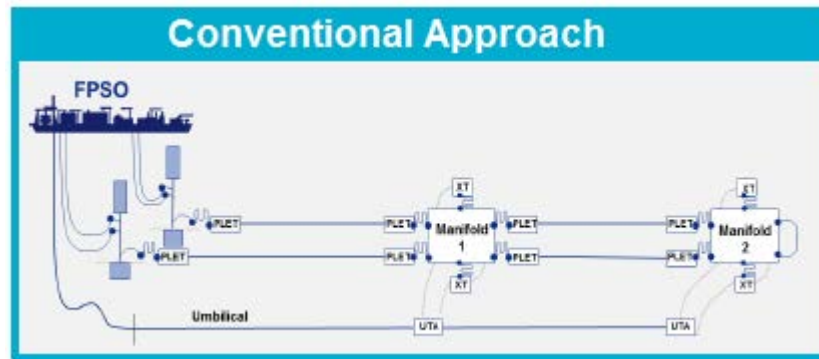 Conventional Approach
FPSO
XT
XT
PLET
PLET
PLET
PLET
PLET
Manifold
1
Manifold
2
PLET
PLET
PLET
XT
XT
Umbilical
UTA
UTA